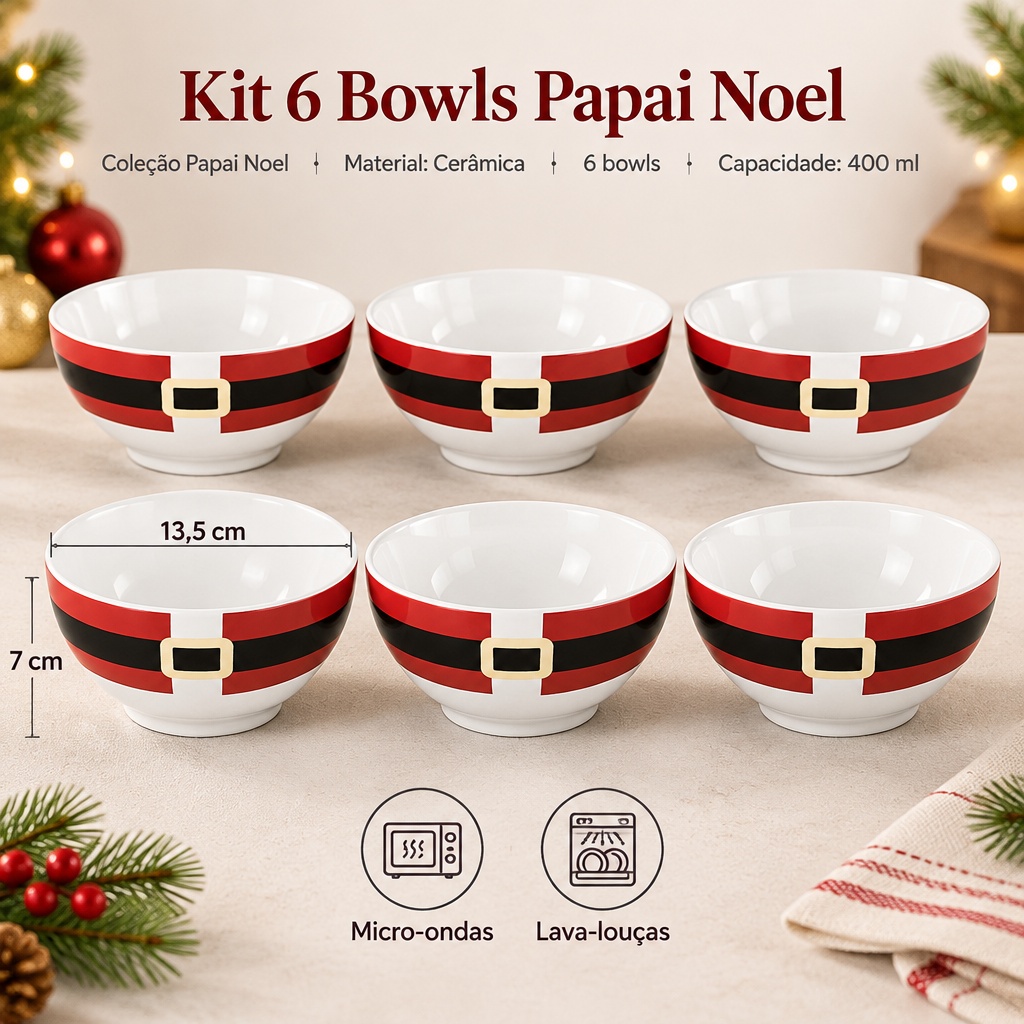 Kit 6 Bowls Papai Noel
Coleção Papai Noel | Material: Cerâmica | 6 bowls | Capacidade: 400 ml
13,5 cm
7 cm
Micro-ondas
Lava-louças